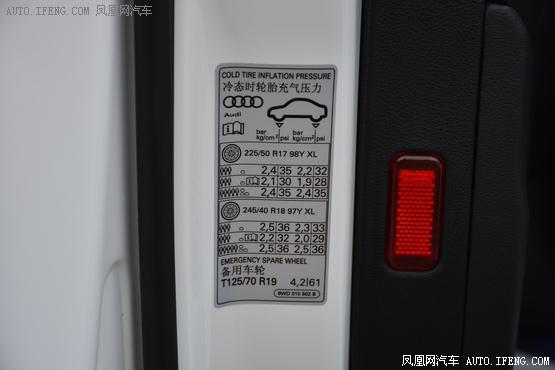 AUTO.IFENG.COM 凤凰网汽车
COLD TIRE INFLATION PRESSURE
冷态时轮胎充气压力
Audi
bar bar
kg/cm² psi kg/cm² psi
225/50 R17 98Y XL
2,4 35 2,2 32
2,1 30 1,9 28
2,4 35 2,4 35
245/40 R18 97Y XL
2,5 36 2,3 33
2,2 32 2,0 29
2,5 36 2,5 36
EMERGENCY SPARE WHEEL
备用车轮
T125/70 R19 4,2 61
8WD 010 502 B
凤凰网汽车 AUTO.IFENG.COM